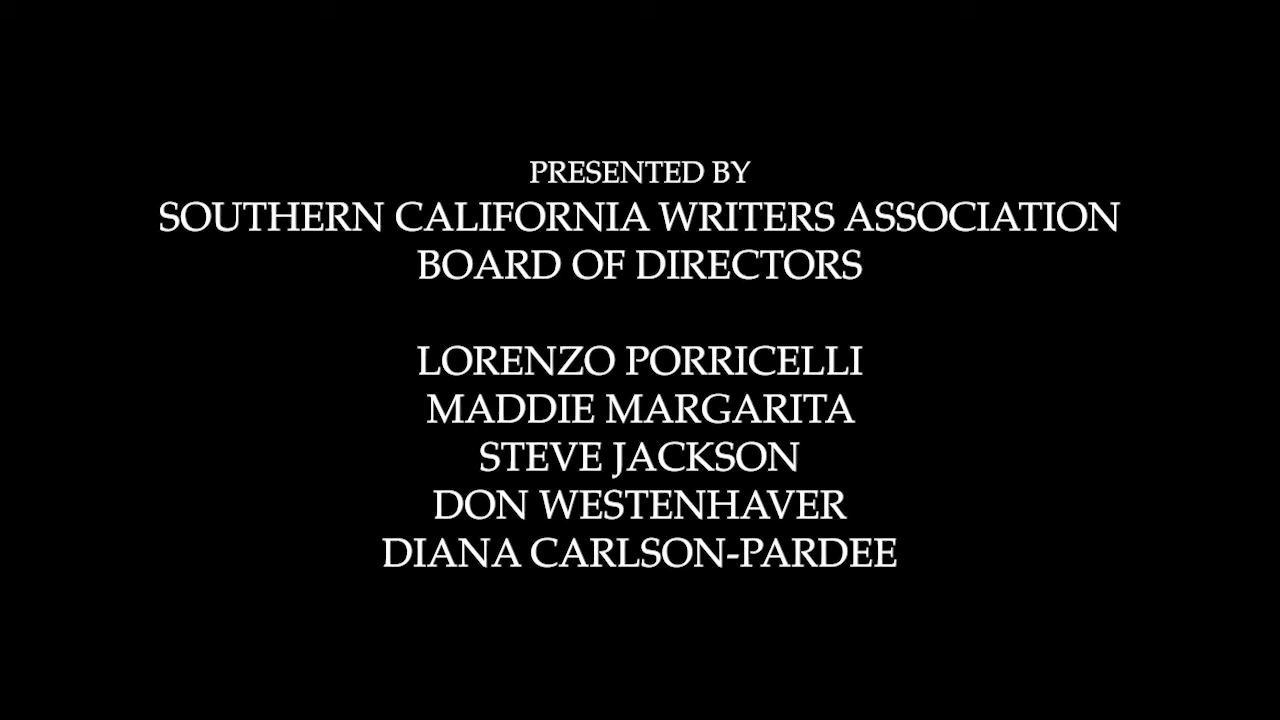 PRESENTED BY
SOUTHERN CALIFORNIA WRITERS ASSOCIATION
BOARD OF DIRECTORS
LORENZO PORRICELLI
MADDIE MARGARITA
STEVE JACKSON
DON WESTENHAVER
DIANA CARLSON-PARDEE